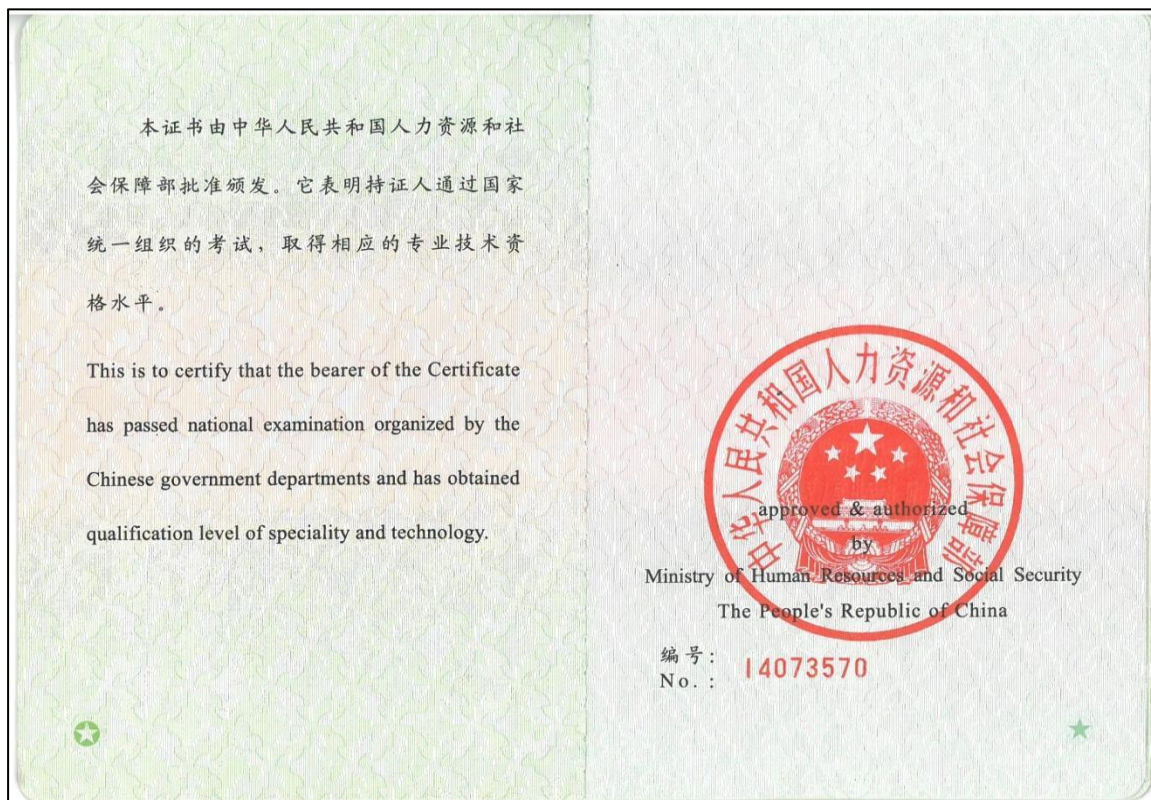 本证书由中华人民共和国人力资源和社
会保障部批准颁发。它表明持证人通过国家
统一组织的考试，取得相应的专业技术资
格水平。
This is to certify that the bearer of the Certificate
has passed national examination organized by the
Chinese government departments and has obtained
qualification level of speciality and technology.
中华人民共和国人力资源和社会保障部
approved & authorized
by
Ministry of Human Resources and Social Security
The People's Republic of China
编号：
No.：
14073570